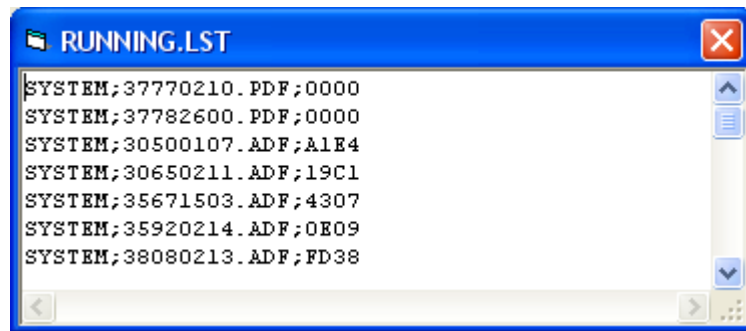 RUNNING.LST
SYSTEM;37770210.PDF;0000
SYSTEM;37782600.PDF;0000
SYSTEM;30500107.ADF;A1E4
SYSTEM;30650211.ADF;19C1
SYSTEM;35671503.ADF;4307
SYSTEM;35920214.ADF;0E09
SYSTEM;38080213.ADF;FD38